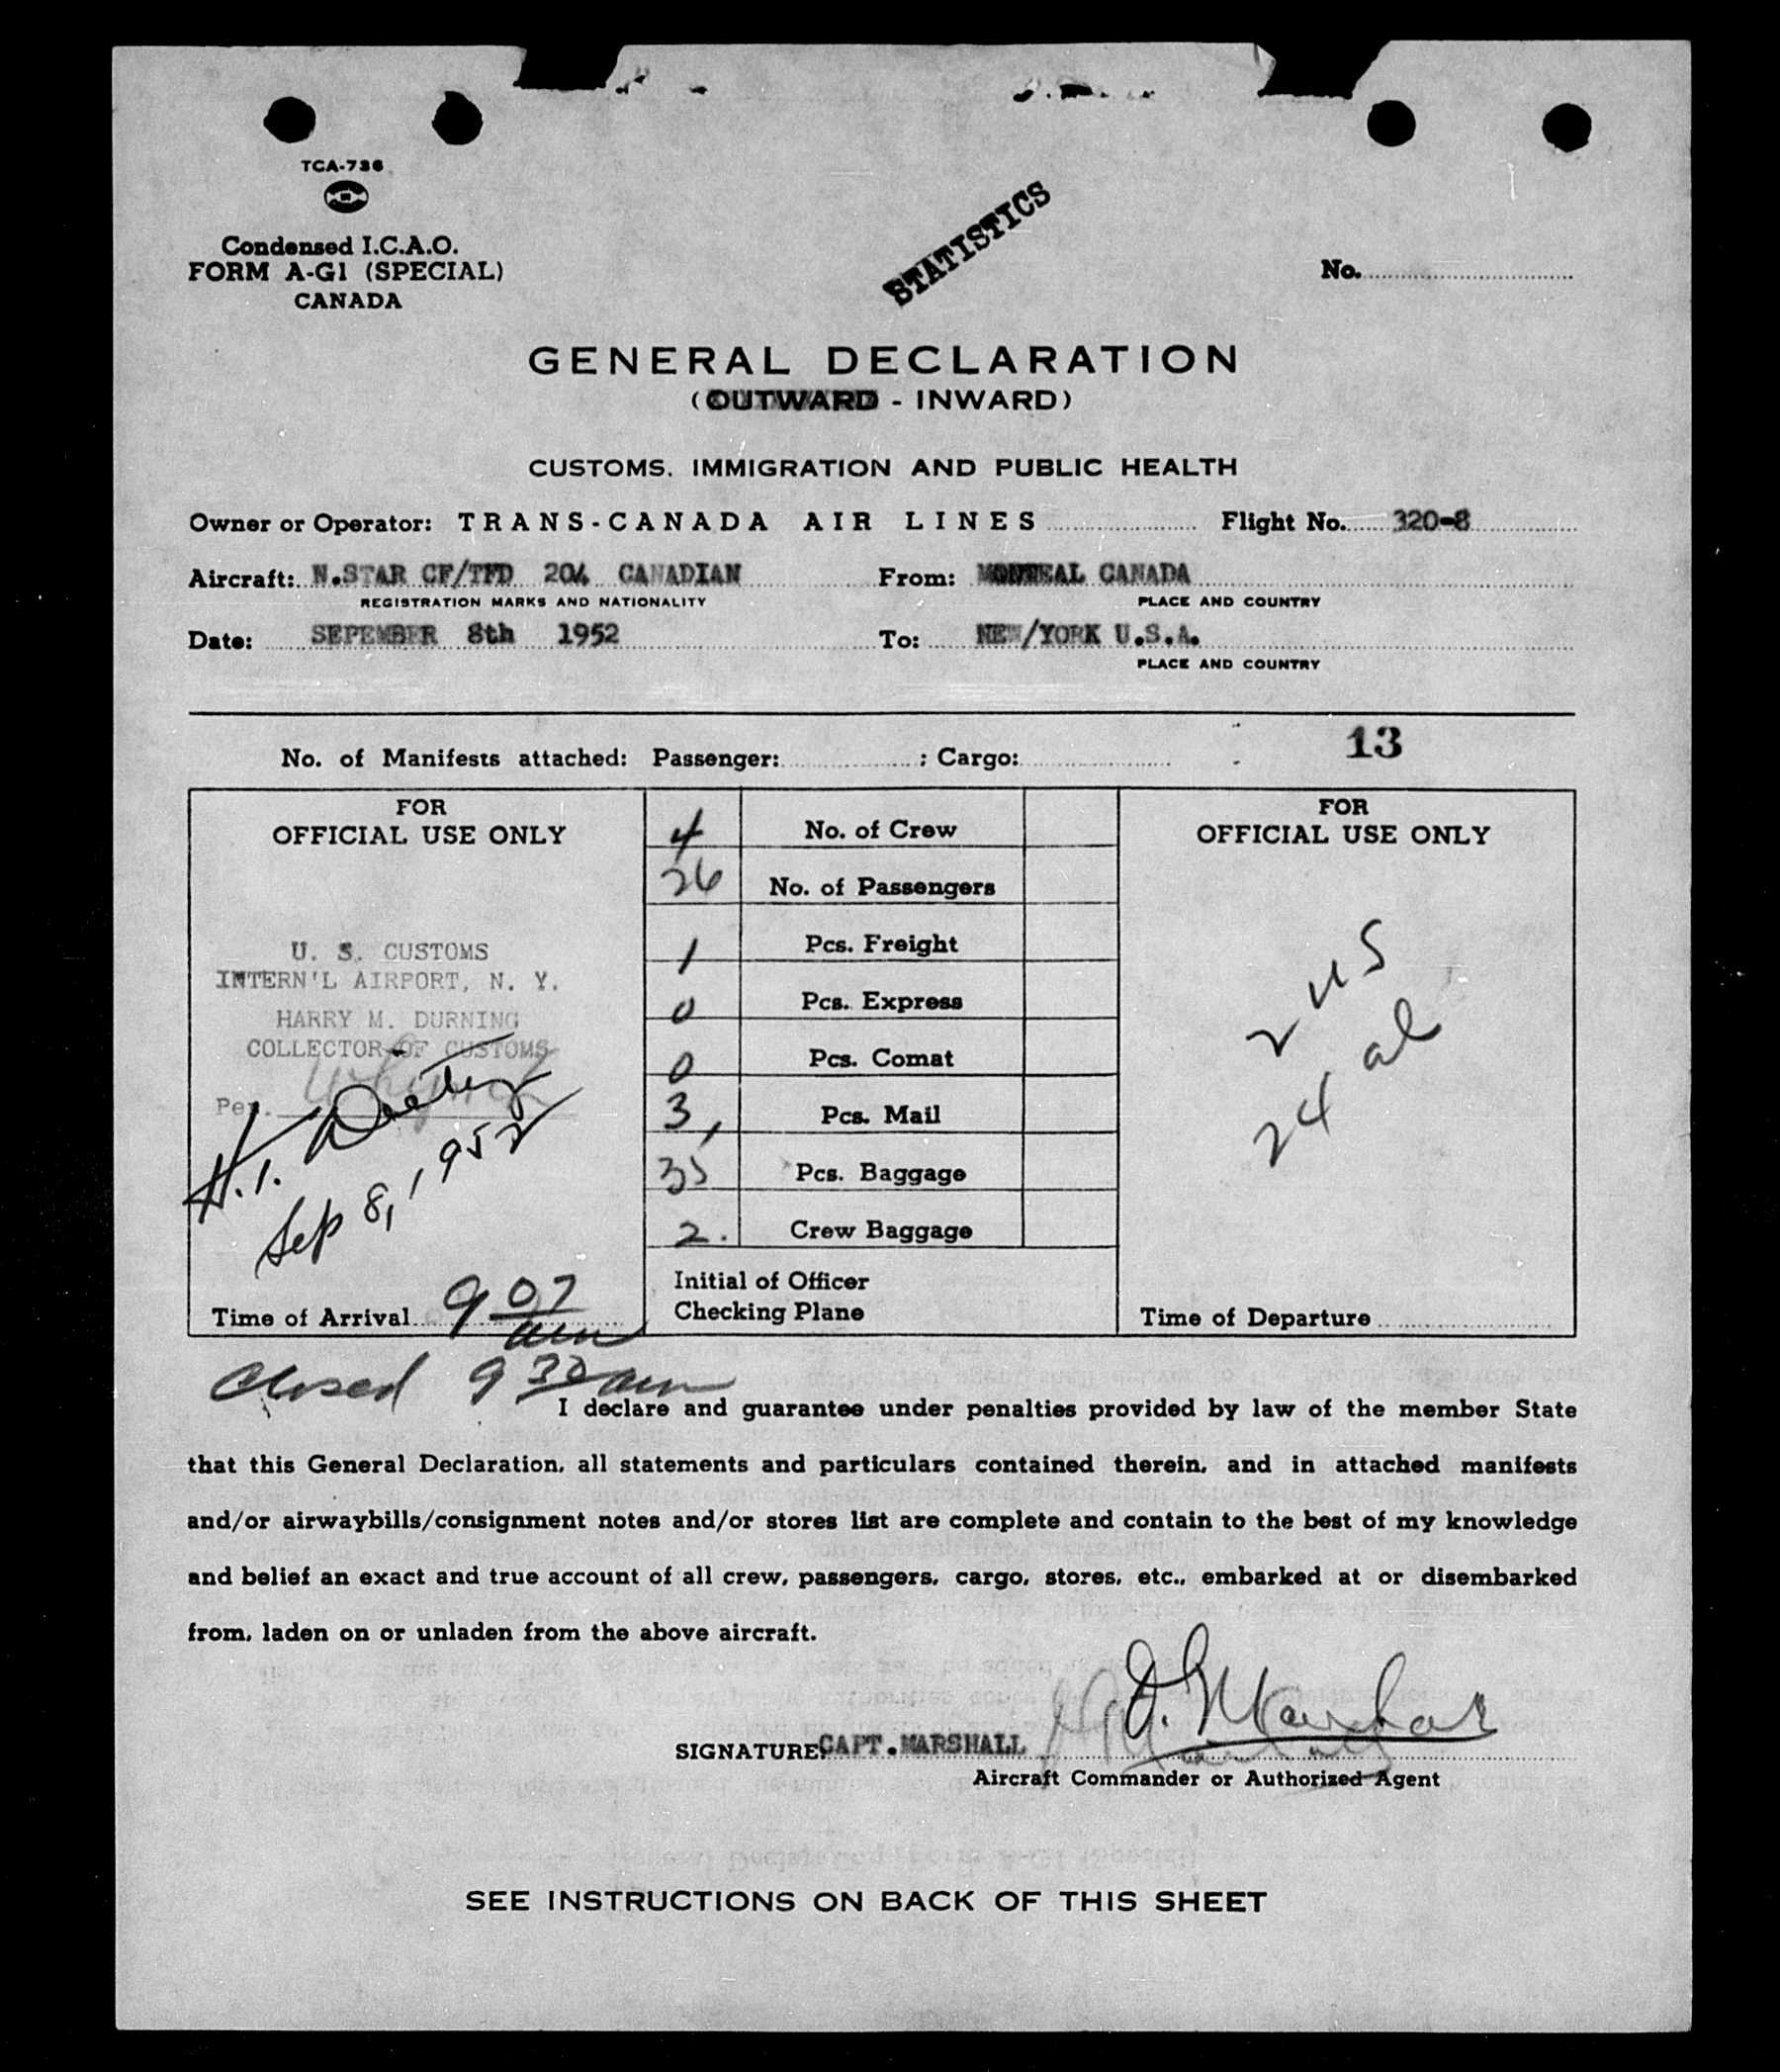 TCA-736
Condensed I.C.A.O.
FORM A-G1 (SPECIAL)
CANADA
STATISTICS
No.
GENERAL DECLARATION
(OUTWARD - INWARD)
CUSTOMS, IMMIGRATION AND PUBLIC HEALTH
Owner or Operator: TRANS-CANADA AIR LINES Flight No. 320-8
Aircraft: N.STAR CF/TFD 204 CANADIAN From: MONTREAL CANADA
REGISTRATION MARKS AND NATIONALITY PLACE AND COUNTRY
Date: SEPEMBER 8th 1952 To: NEW/YORK U.S.A.
PLACE AND COUNTRY
No. of Manifests attached: Passenger: ; Cargo: 13
FOR
OFFICIAL USE ONLY
U. S. CUSTOMS
INTERN'L AIRPORT, N. Y.
HARRY M. DURNING
COLLECTOR OF CUSTOMS
Per.
Sep 8, 1952
Time of Arrival 9 07 am
4 No. of Crew
26 No. of Passengers
1 Pcs. Freight
0 Pcs. Express
0 Pcs. Comat
3, Pcs. Mail
35 Pcs. Baggage
2. Crew Baggage
Initial of Officer
Checking Plane
FOR
OFFICIAL USE ONLY
2 US
24 al
Time of Departure
Closed 9 30 am
I declare and guarantee under penalties provided by law of the member State
that this General Declaration, all statements and particulars contained therein, and in attached manifests
and/or airwaybills/consignment notes and/or stores list are complete and contain to the best of my knowledge
and belief an exact and true account of all crew, passengers, cargo, stores, etc., embarked at or disembarked
from, laden on or unladen from the above aircraft.
SIGNATURE CAPT. MARSHALL
Aircraft Commander or Authorized Agent
SEE INSTRUCTIONS ON BACK OF THIS SHEET